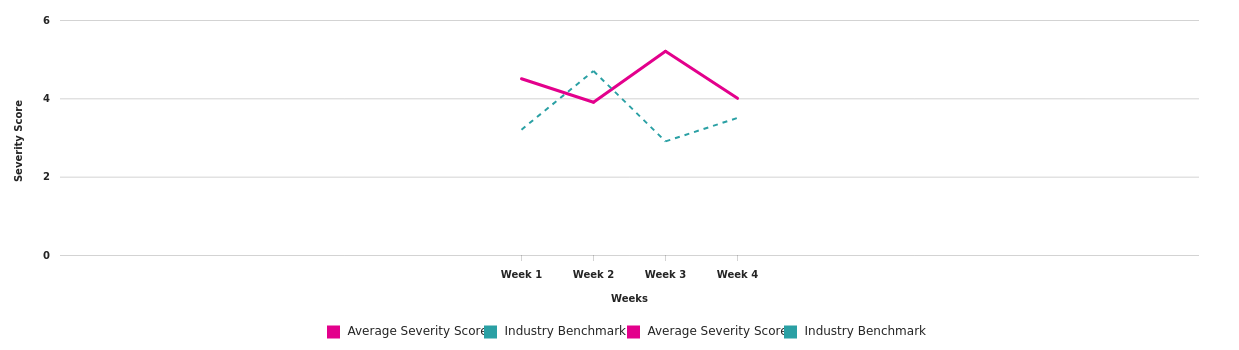 6
4
2
0
Severity Score
Week 1 Week 2 Week 3 Week 4
Weeks
Average Severity Score Industry Benchmark Average Severity Score Industry Benchmark